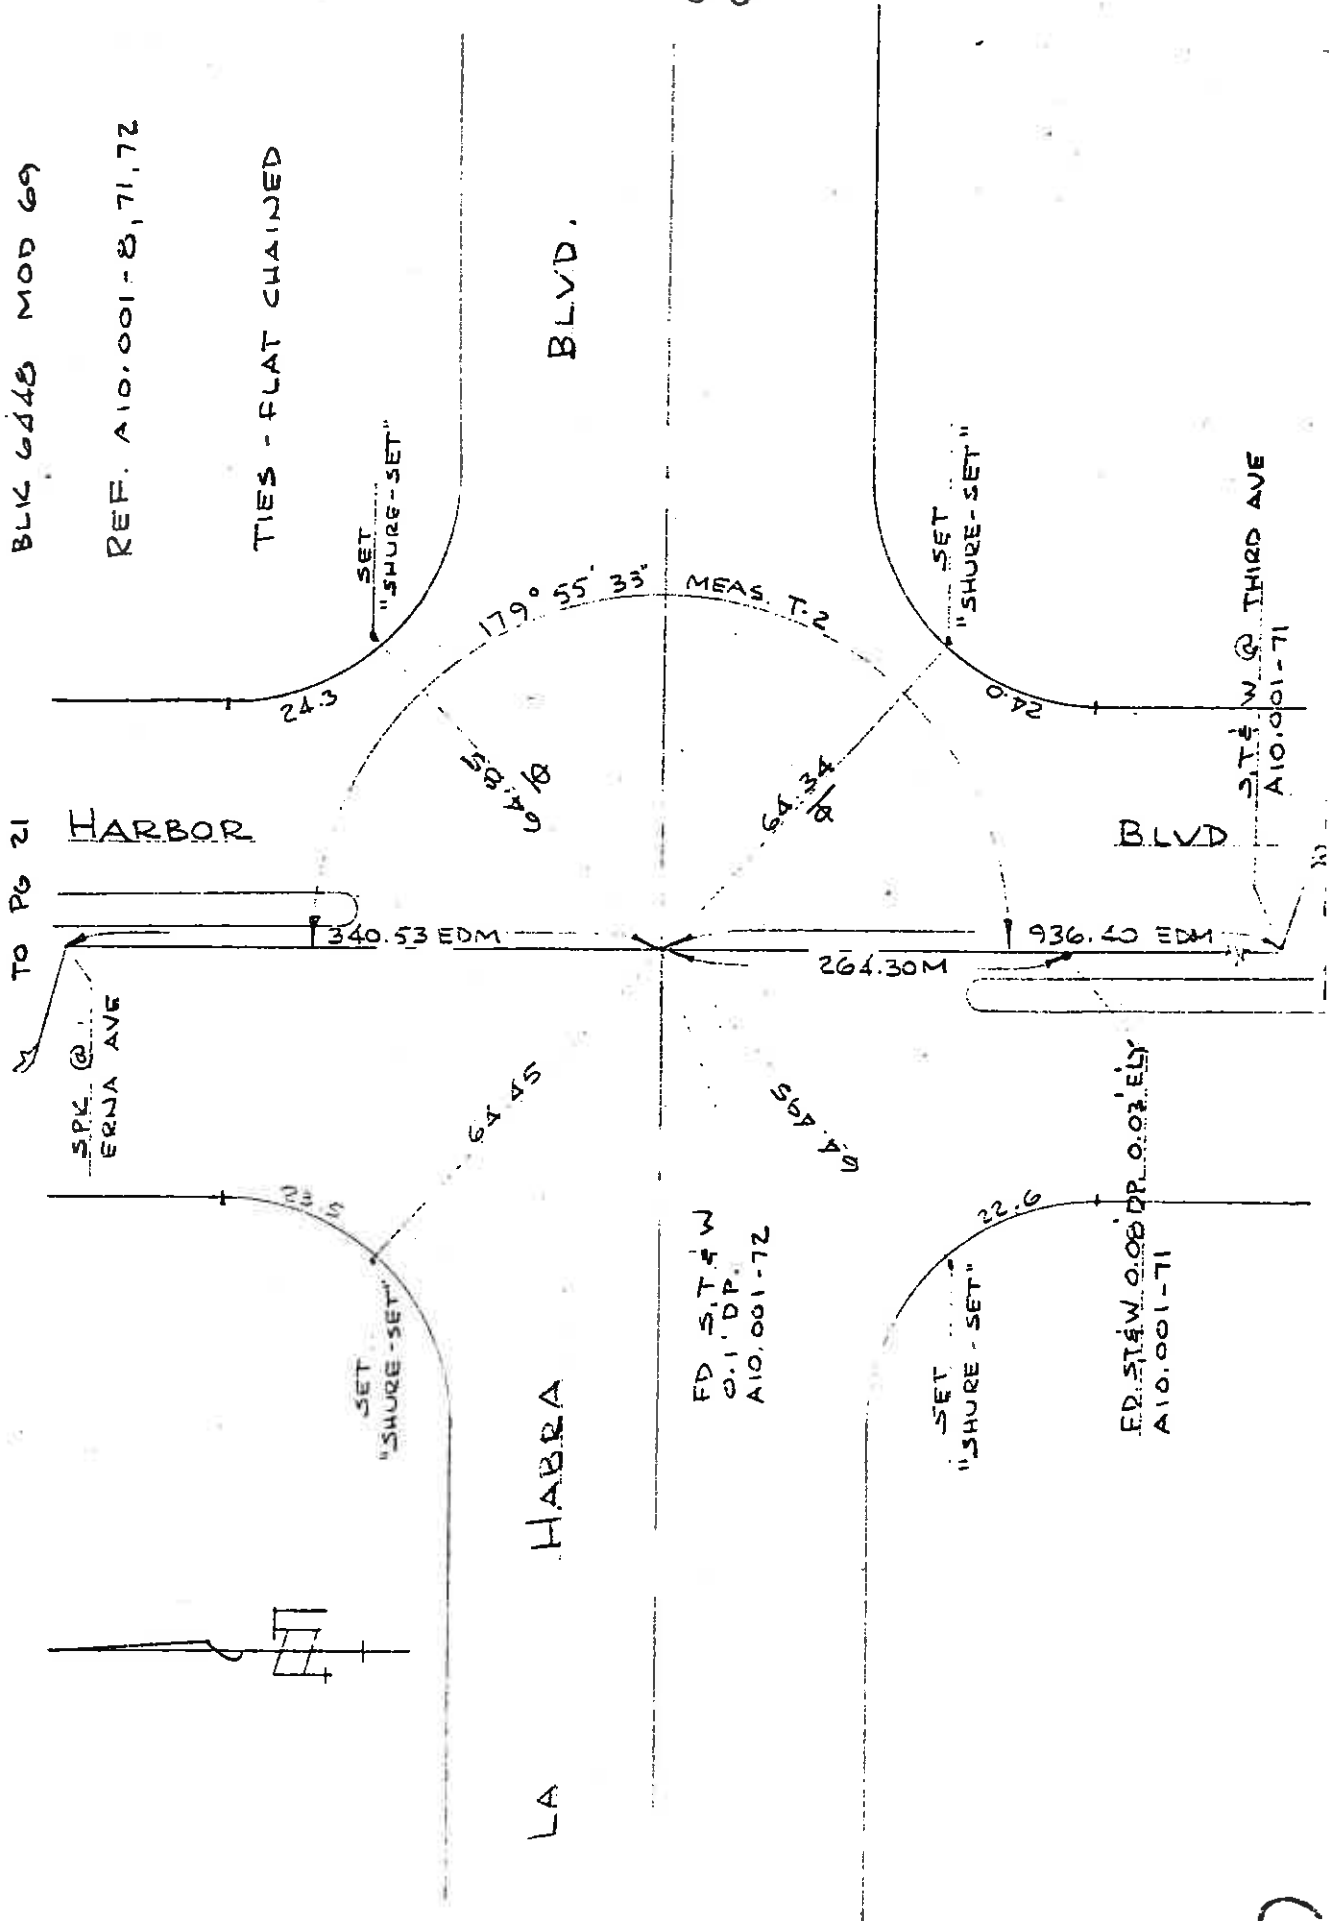 BLK 6448 MOD 69
REF. A10.001-8,71,72
TIES - FLAT CHAINED
TO PG 21
HARBOR
BLVD
LA HABRA BLVD.
SPK @
ERNA AVE
340.53 EDM
936.40 EDM
264.30M
179° 55' 33" MEAS. T.2
SET
"SHURE-SET"
24.3
64.85
SET
"SHURE-SET"
24.0
64.34
SET
"SHURE-SET"
23.5
64.45
SET
"SHURE-SET"
22.6
64.495
FD S,T & W
0.1' DP.
A10.001-72
FD. S,T & W 0.08' DP. 0.03' ELY
A10.001-71
S,T & W @ THIRD AVE
A10.001-71